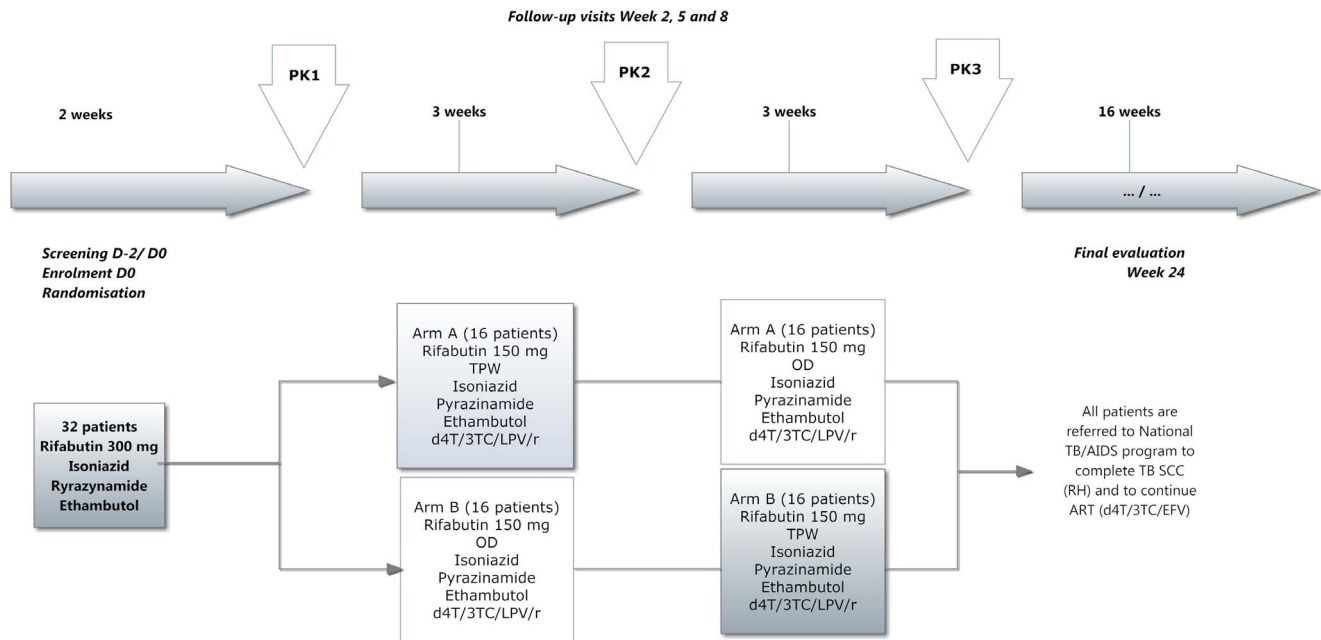 Follow-up visits Week 2, 5 and 8
PK1
PK2
PK3
2 weeks
3 weeks
3 weeks
16 weeks
... / ...
Screening D-2/ D0
Enrolment D0
Randomisation
Final evaluation
Week 24
32 patients
Rifabutin 300 mg
Isoniazid
Ryrazynamide
Ethambutol
Arm A (16 patients)
Rifabutin 150 mg
TPW
Isoniazid
Pyrazinamide
Ethambutol
d4T/3TC/LPV/r
Arm B (16 patients)
Rifabutin 150 mg
OD
Isoniazid
Pyrazinamide
Ethambutol
d4T/3TC/LPV/r
Arm A (16 patients)
Rifabutin 150 mg
OD
Isoniazid
Pyrazinamide
Ethambutol
d4T/3TC/LPV/r
Arm B (16 patients)
Rifabutin 150 mg
TPW
Isoniazid
Pyrazinamide
Ethambutol
d4T/3TC/LPV/r
All patients are
referred to National
TB/AIDS program to
complete TB SCC
(RH) and to continue
ART (d4T/3TC/EFV)